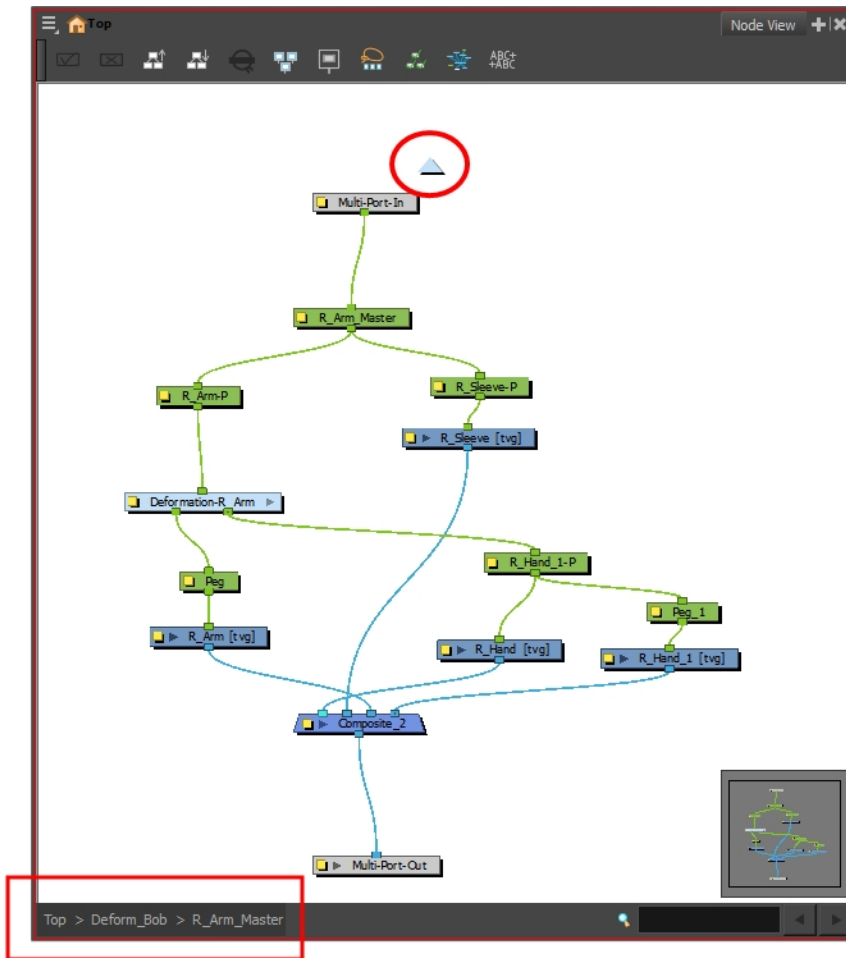 Top
Node View
ABC+
+ABC
Multi-Port-In
R_Arm_Master
R_Arm-P
R_Sleeve-P
R_Sleeve [tvg]
Deformation-R_Arm
R_Hand_1-P
Peg
Peg_1
R_Arm [tvg]
R_Hand [tvg]
R_Hand_1 [tvg]
Composite_2
Multi-Port-Out
Top > Deform_Bob > R_Arm_Master